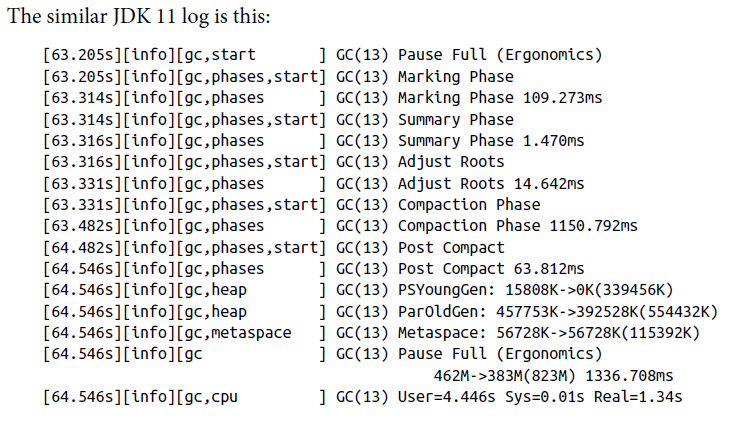 The similar JDK 11 log is this:
[63.205s][info][gc,start       ] GC(13) Pause Full (Ergonomics)
[63.205s][info][gc,phases,start] GC(13) Marking Phase
[63.314s][info][gc,phases      ] GC(13) Marking Phase 109.273ms
[63.314s][info][gc,phases,start] GC(13) Summary Phase
[63.316s][info][gc,phases      ] GC(13) Summary Phase 1.470ms
[63.316s][info][gc,phases,start] GC(13) Adjust Roots
[63.331s][info][gc,phases      ] GC(13) Adjust Roots 14.642ms
[63.331s][info][gc,phases,start] GC(13) Compaction Phase
[63.482s][info][gc,phases      ] GC(13) Compaction Phase 1150.792ms
[64.482s][info][gc,phases,start] GC(13) Post Compact
[64.546s][info][gc,phases      ] GC(13) Post Compact 63.812ms
[64.546s][info][gc,heap        ] GC(13) PSYoungGen: 15808K->0K(339456K)
[64.546s][info][gc,heap        ] GC(13) ParOldGen: 457753K->392528K(554432K)
[64.546s][info][gc,metaspace   ] GC(13) Metaspace: 56728K->56728K(115392K)
[64.546s][info][gc             ] GC(13) Pause Full (Ergonomics)
462M->383M(823M) 1336.708ms
[64.546s][info][gc,cpu         ] GC(13) User=4.446s Sys=0.01s Real=1.34s